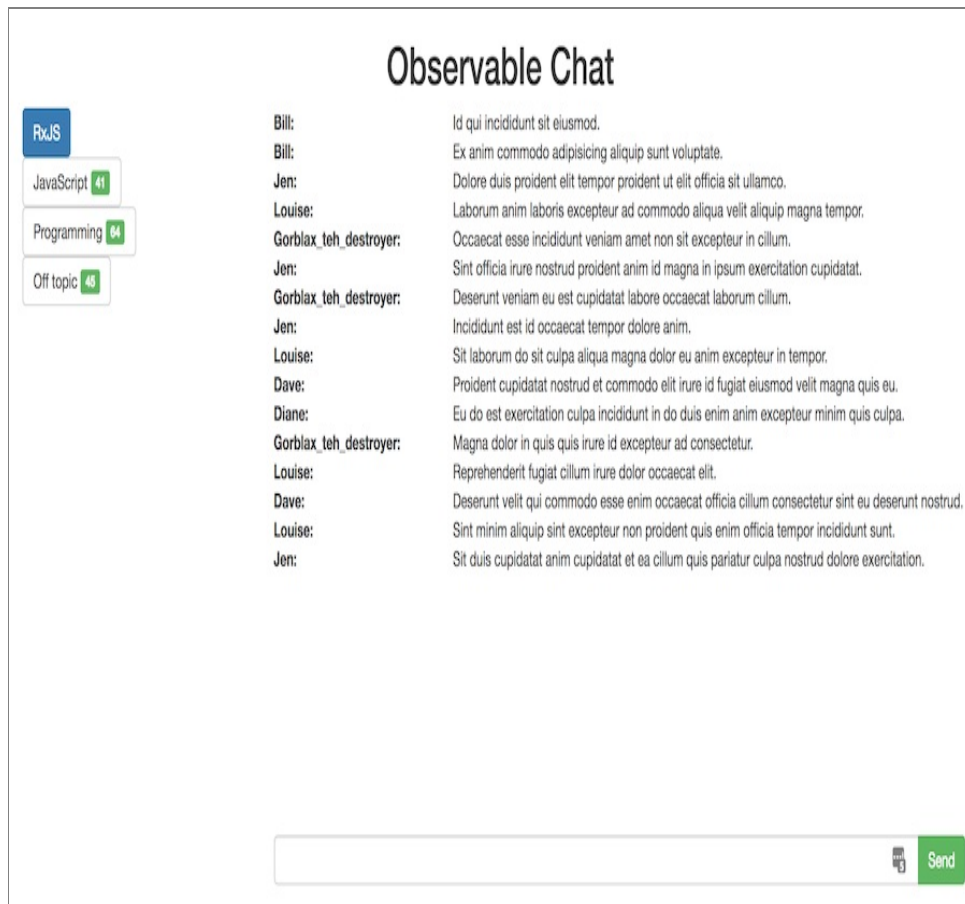 Observable Chat
RxJS
JavaScript 41
Programming 64
Off topic 45
Bill: Id qui incididunt sit eiusmod.
Bill: Ex anim commodo adipisicing aliquip sunt voluptate.
Jen: Dolore duis proident elit tempor proident ut elit officia sit ullamco.
Louise: Laborum anim laboris excepteur ad commodo aliqua velit aliquip magna tempor.
Gorblax_teh_destroyer: Occaecat esse incididunt veniam amet non sit excepteur in cillum.
Jen: Sint officia irure nostrud proident anim id magna in ipsum exercitation cupidatat.
Gorblax_teh_destroyer: Deserunt veniam eu est cupidatat labore occaecat laborum cillum.
Jen: Incididunt est id occaecat tempor dolore anim.
Louise: Sit laborum do sit culpa aliqua magna dolor eu anim excepteur in tempor.
Dave: Proident cupidatat nostrud et commodo elit irure id fugiat eiusmod velit magna quis eu.
Diane: Eu do est exercitation culpa incididunt in do duis enim anim excepteur minim quis culpa.
Gorblax_teh_destroyer: Magna dolor in quis quis irure id excepteur ad consectetur.
Louise: Reprehenderit fugiat cillum irure dolor occaecat elit.
Dave: Deserunt velit qui commodo esse enim occaecat officia cillum consectetur sint eu deserunt nostrud.
Louise: Sint minim aliquip sint excepteur non proident quis enim officia tempor incididunt sunt.
Jen: Sit duis cupidatat anim cupidatat et ea cillum quis pariatur culpa nostrud dolore exercitation.
5
Send